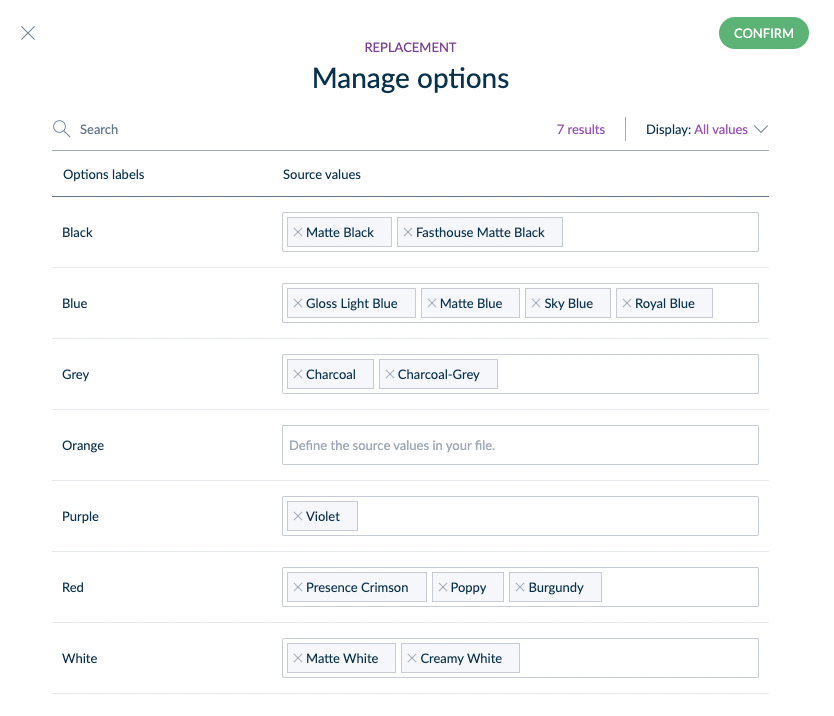 CONFIRM
REPLACEMENT
Manage options
Search 7 results Display: All values
Options labels Source values
Black Matte Black Fasthouse Matte Black
Blue Gloss Light Blue Matte Blue Sky Blue Royal Blue
Grey Charcoal Charcoal-Grey
Orange Define the source values in your file.
Purple Violet
Red Presence Crimson Poppy Burgundy
White Matte White Creamy White